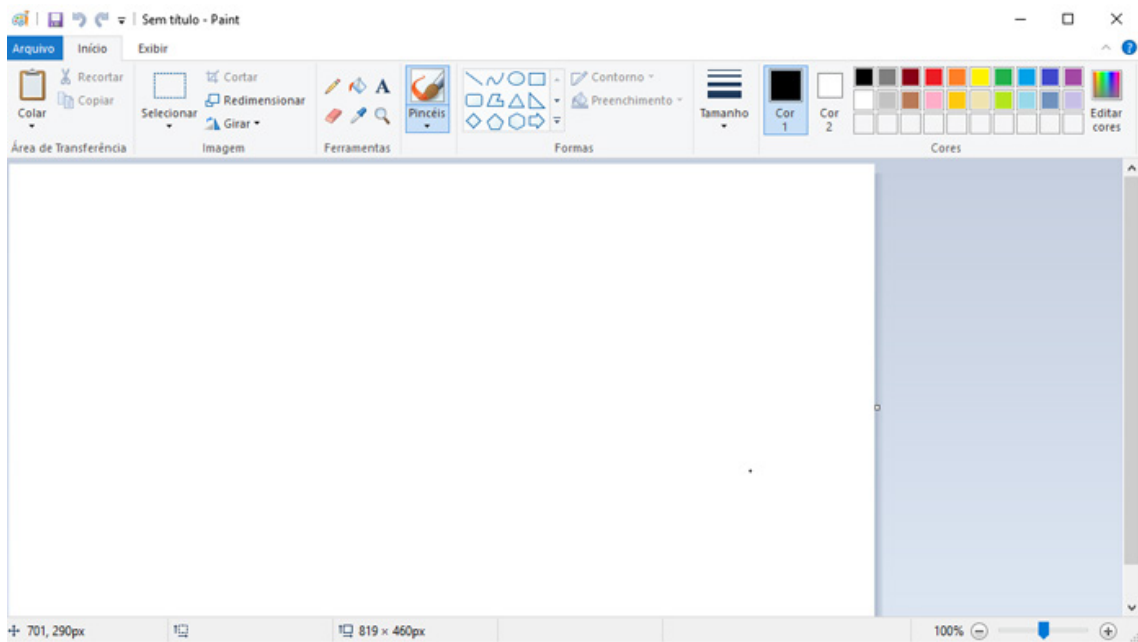 Sem título - Paint
Arquivo Início Exibir
Colar
Recortar
Copiar
Área de Transferência
Selecionar
Cortar
Redimensionar
Girar
Imagem
A
Ferramentas
Pincéis
Contorno
Preenchimento
Formas
Tamanho
Cor 1
Cor 2
Editar cores
Cores
701, 290px
819 × 460px
100%